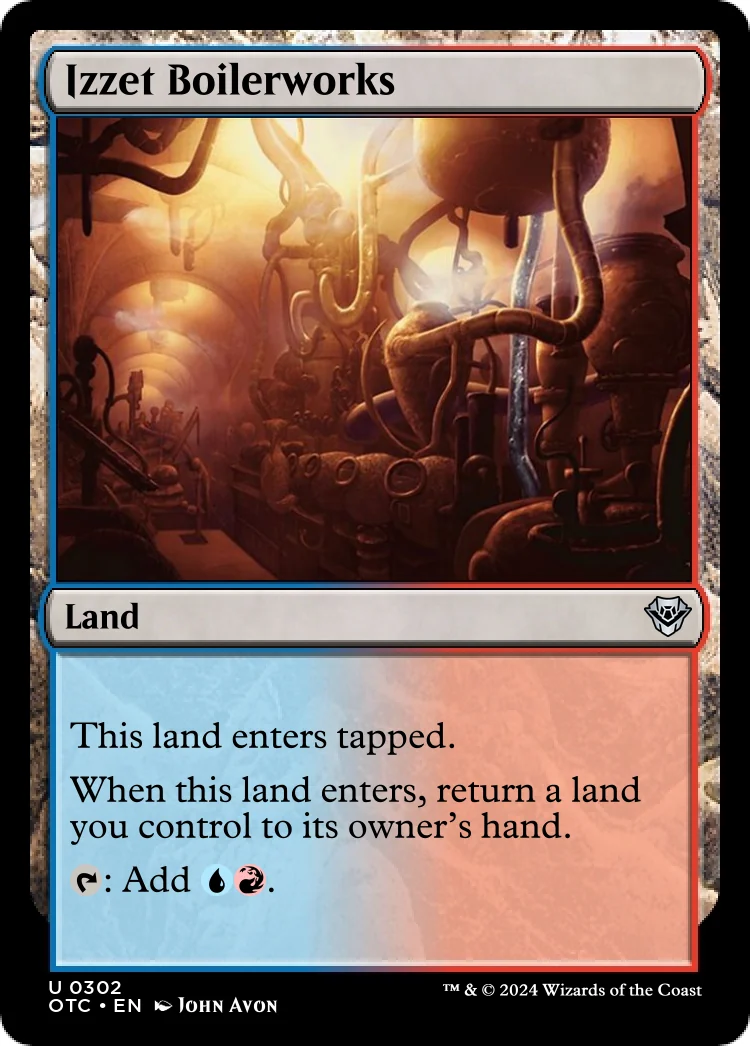 Izzet Boilerworks
Land
This land enters tapped.
When this land enters, return a land
you control to its owner's hand.
: Add .
U 0302
OTC • EN John Avon
™ & © 2024 Wizards of the Coast